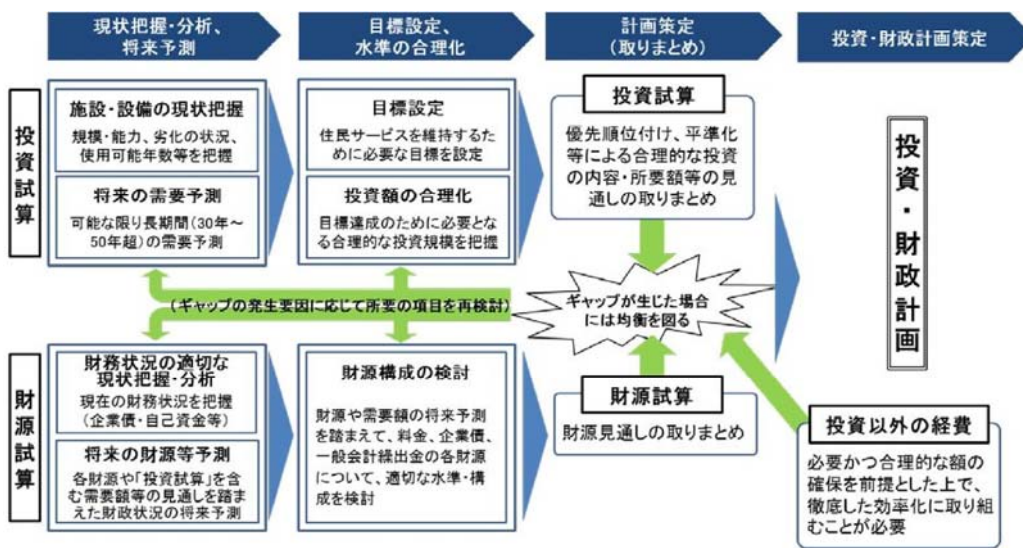 現状把握・分析、
将来予測
目標設定、
水準の合理化
計画策定
(取りまとめ)
投資・財政計画策定
投資試算
施設・設備の現状把握
規模・能力、劣化の状況、
使用可能年数等を把握
将来の需要予測
可能な限り長期間(30年～
50年超)の需要予測
目標設定
住民サービスを維持するため
に必要な目標を設定
投資額の合理化
目標達成のために必要とな
る合理的な投資規模を把握
投資試算
優先順位付け、平準化
等による合理的な投資
の内容・所要額等の見
通しの取りまとめ
(ギャップの発生要因に応じて所要の項目を再検討)
ギャップが生じた場合
には均衡を図る
投資・財政計画
財源試算
財務状況の適切な
現状把握・分析
現在の財務状況を把握
(企業債・自己資金等)
将来の財源等予測
各財源や「投資試算」を含
む需要額等の見通しを踏ま
えた財政状況の将来予測
財源構成の検討
財源や需要額の将来予測
を踏まえて、料金、企業債、
一般会計繰出金の各財源
について、適切な水準・構
成を検討
財源試算
財源見通しの取りまとめ
投資以外の経費
必要かつ合理的な額の
確保を前提とした上で、
徹底した効率化に取り組
むことが必要